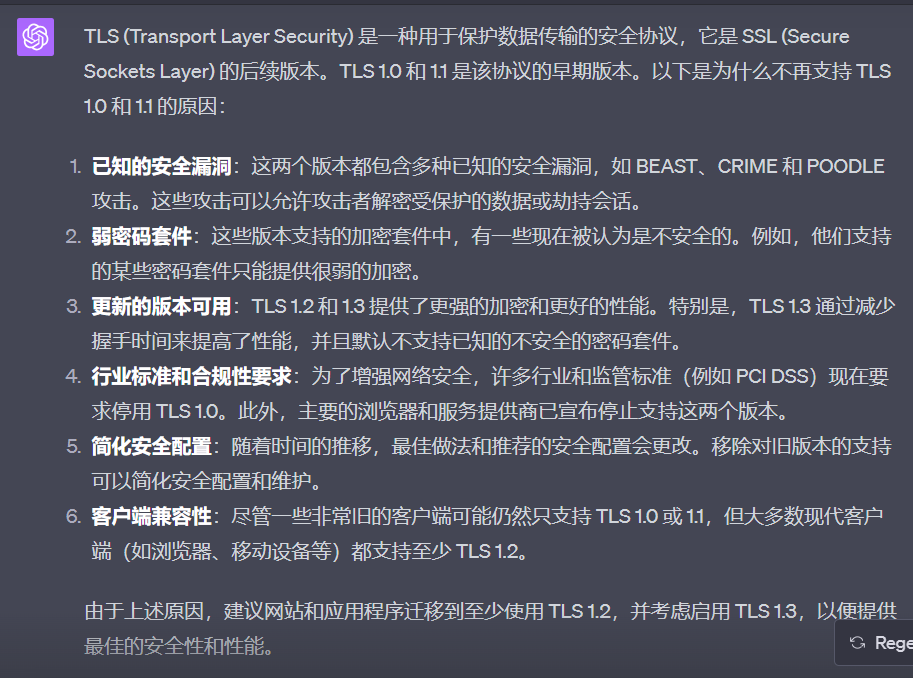 TLS (Transport Layer Security) 是一种用于保护数据传输的安全协议，它是 SSL (Secure
Sockets Layer) 的后续版本。TLS 1.0 和 1.1 是该协议的早期版本。以下是为什么不再支持 TLS
1.0 和 1.1 的原因：
1. 已知的安全漏洞：这两个版本都包含多种已知的安全漏洞，如 BEAST、CRIME 和 POODLE
攻击。这些攻击可以允许攻击者解密受保护的数据或劫持会话。
2. 弱密码套件：这些版本支持的加密套件中，有一些现在被认为是不安全的。例如，他们支持
的某些密码套件只能提供很弱的加密。
3. 更新的版本可用：TLS 1.2 和 1.3 提供了更强的加密和更好的性能。特别是，TLS 1.3 通过减少
握手时间来提高了性能，并且默认不支持已知的不安全的密码套件。
4. 行业标准和合规性要求：为了增强网络安全，许多行业和监管标准（例如 PCI DSS）现在要
求停用 TLS 1.0。此外，主要的浏览器和服务提供商已宣布停止支持这两个版本。
5. 简化安全配置：随着时间的推移，最佳做法和推荐的安全配置会更改。移除对旧版本的支持
可以简化安全配置和维护。
6. 客户端兼容性：尽管一些非常旧的客户端可能仍然只支持 TLS 1.0 或 1.1，但大多数现代客户
端（如浏览器、移动设备等）都支持至少 TLS 1.2。
由于上述原因，建议网站和应用程序迁移到至少使用 TLS 1.2，并考虑启用 TLS 1.3，以便提供
最佳的安全性和性能。
Rege